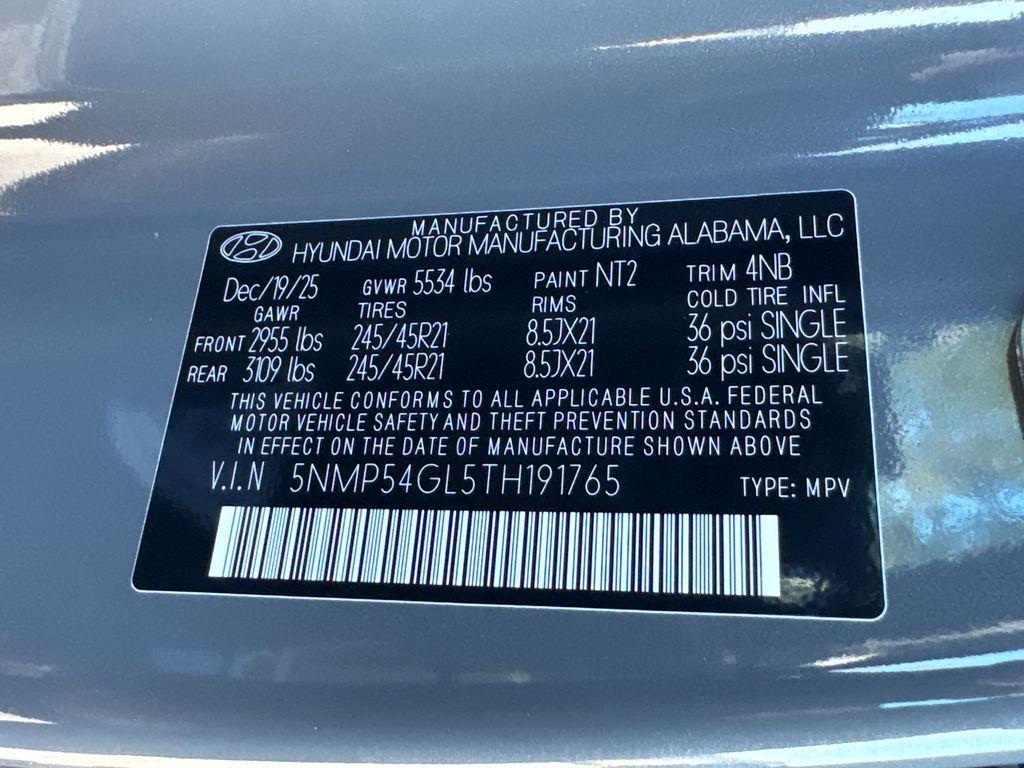 MANUFACTURED BY
HYUNDAI MOTOR MANUFACTURING ALABAMA, LLC
Dec/19/25 GVWR 5534 lbs PAINT NT2 TRIM 4NB
GAWR TIRES RIMS COLD TIRE INFL
FRONT 2955 lbs 245/45R21 8.5JX21 36 psi SINGLE
REAR 3109 lbs 245/45R21 8.5JX21 36 psi SINGLE
THIS VEHICLE CONFORMS TO ALL APPLICABLE U.S.A. FEDERAL
MOTOR VEHICLE SAFETY AND THEFT PREVENTION STANDARDS
IN EFFECT ON THE DATE OF MANUFACTURE SHOWN ABOVE
V.I.N 5NMP54GL5TH191765 TYPE: MPV